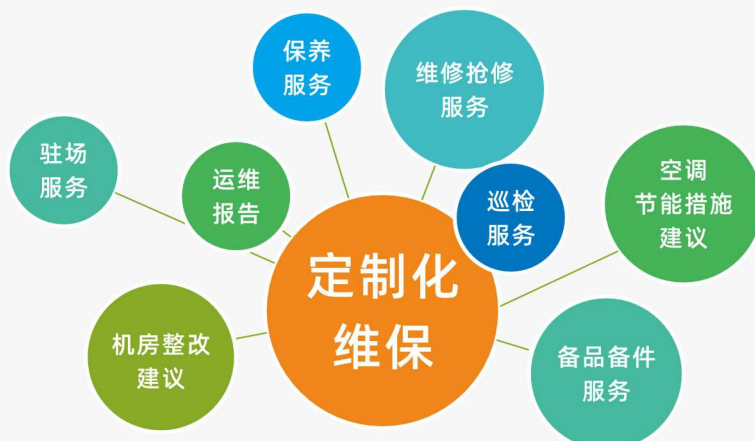 保养
服务
维修抢修
服务
驻场
服务
运维
报告
巡检
服务
空调
节能措施
建议
定制化
维保
机房整改
建议
备品备件
服务